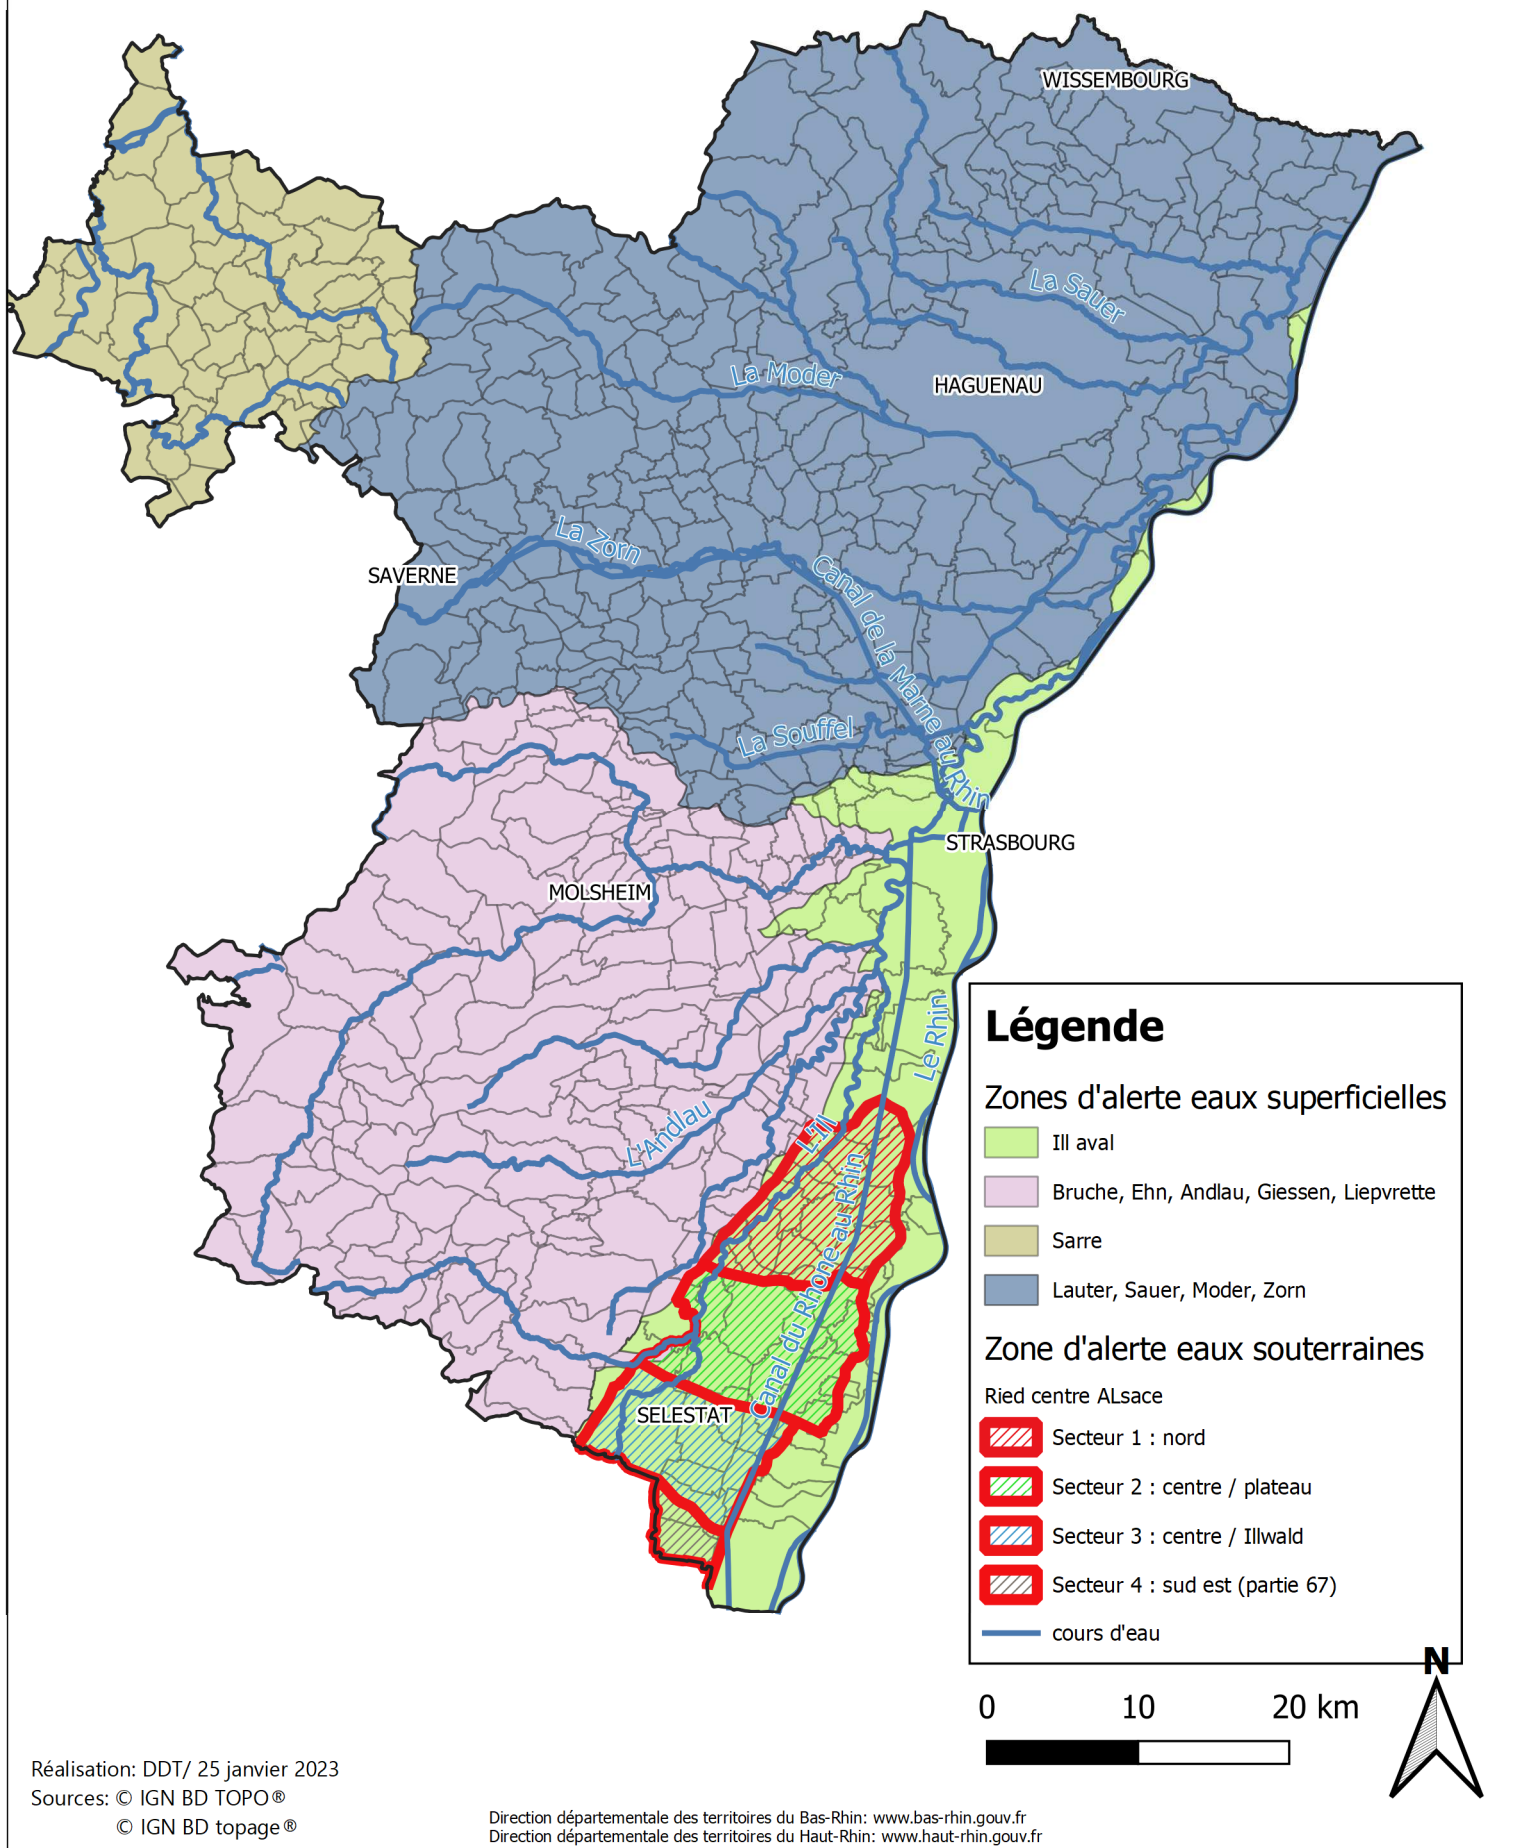 WISSEMBOURG
La Sauer
La Moder
HAGUENAU
La Zorn
SAVERNE
Canal de la Marne au Rhin
La Souffel
STRASBOURG
MOLSHEIM
Le Rhin
L'Andlau
L'Ill
Canal du Rhone au Rhin
SELESTAT
Légende
Zones d'alerte eaux superficielles
Ill aval
Bruche, Ehn, Andlau, Giessen, Liepvrette
Sarre
Lauter, Sauer, Moder, Zorn
Zone d'alerte eaux souterraines
Ried centre ALsace
Secteur 1 : nord
Secteur 2 : centre / plateau
Secteur 3 : centre / Illwald
Secteur 4 : sud est (partie 67)
cours d'eau
N
0 10 20 km
Réalisation: DDT/ 25 janvier 2023
Sources: © IGN BD TOPO®
© IGN BD topage®
Direction départementale des territoires du Bas-Rhin: www.bas-rhin.gouv.fr
Direction départementale des territoires du Haut-Rhin: www.haut-rhin.gouv.fr